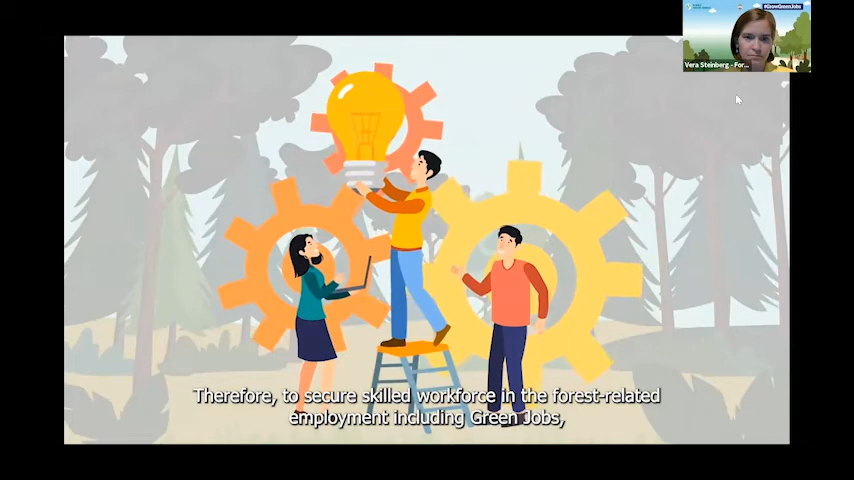 #GrowGreenJobs
Vera Steinberg - For...
Therefore, to secure skilled workforce in the forest-related
employment including Green Jobs,